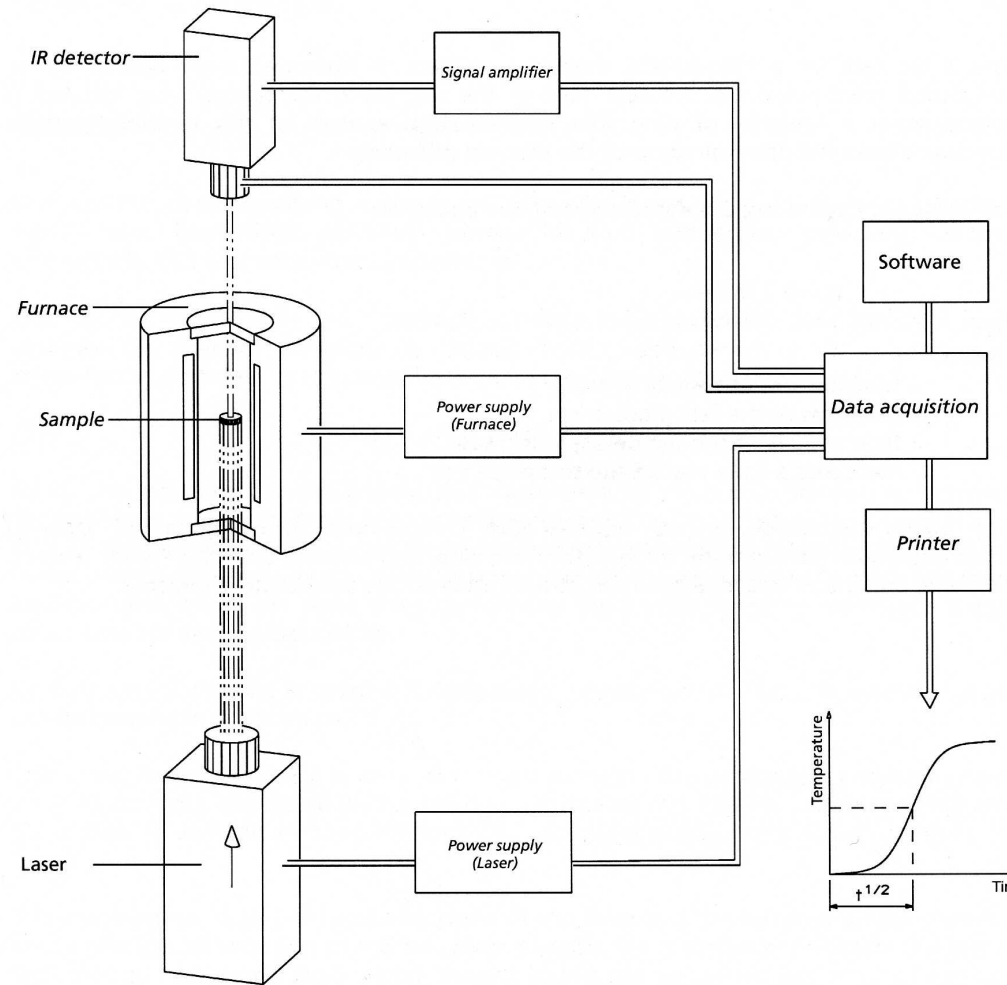 IR detector
Signal amplifier
Software
Furnace
Sample
Power supply
(Furnace)
Data acquisition
Printer
Temperature
Laser
Power supply
(Laser)
t1/2
Tir